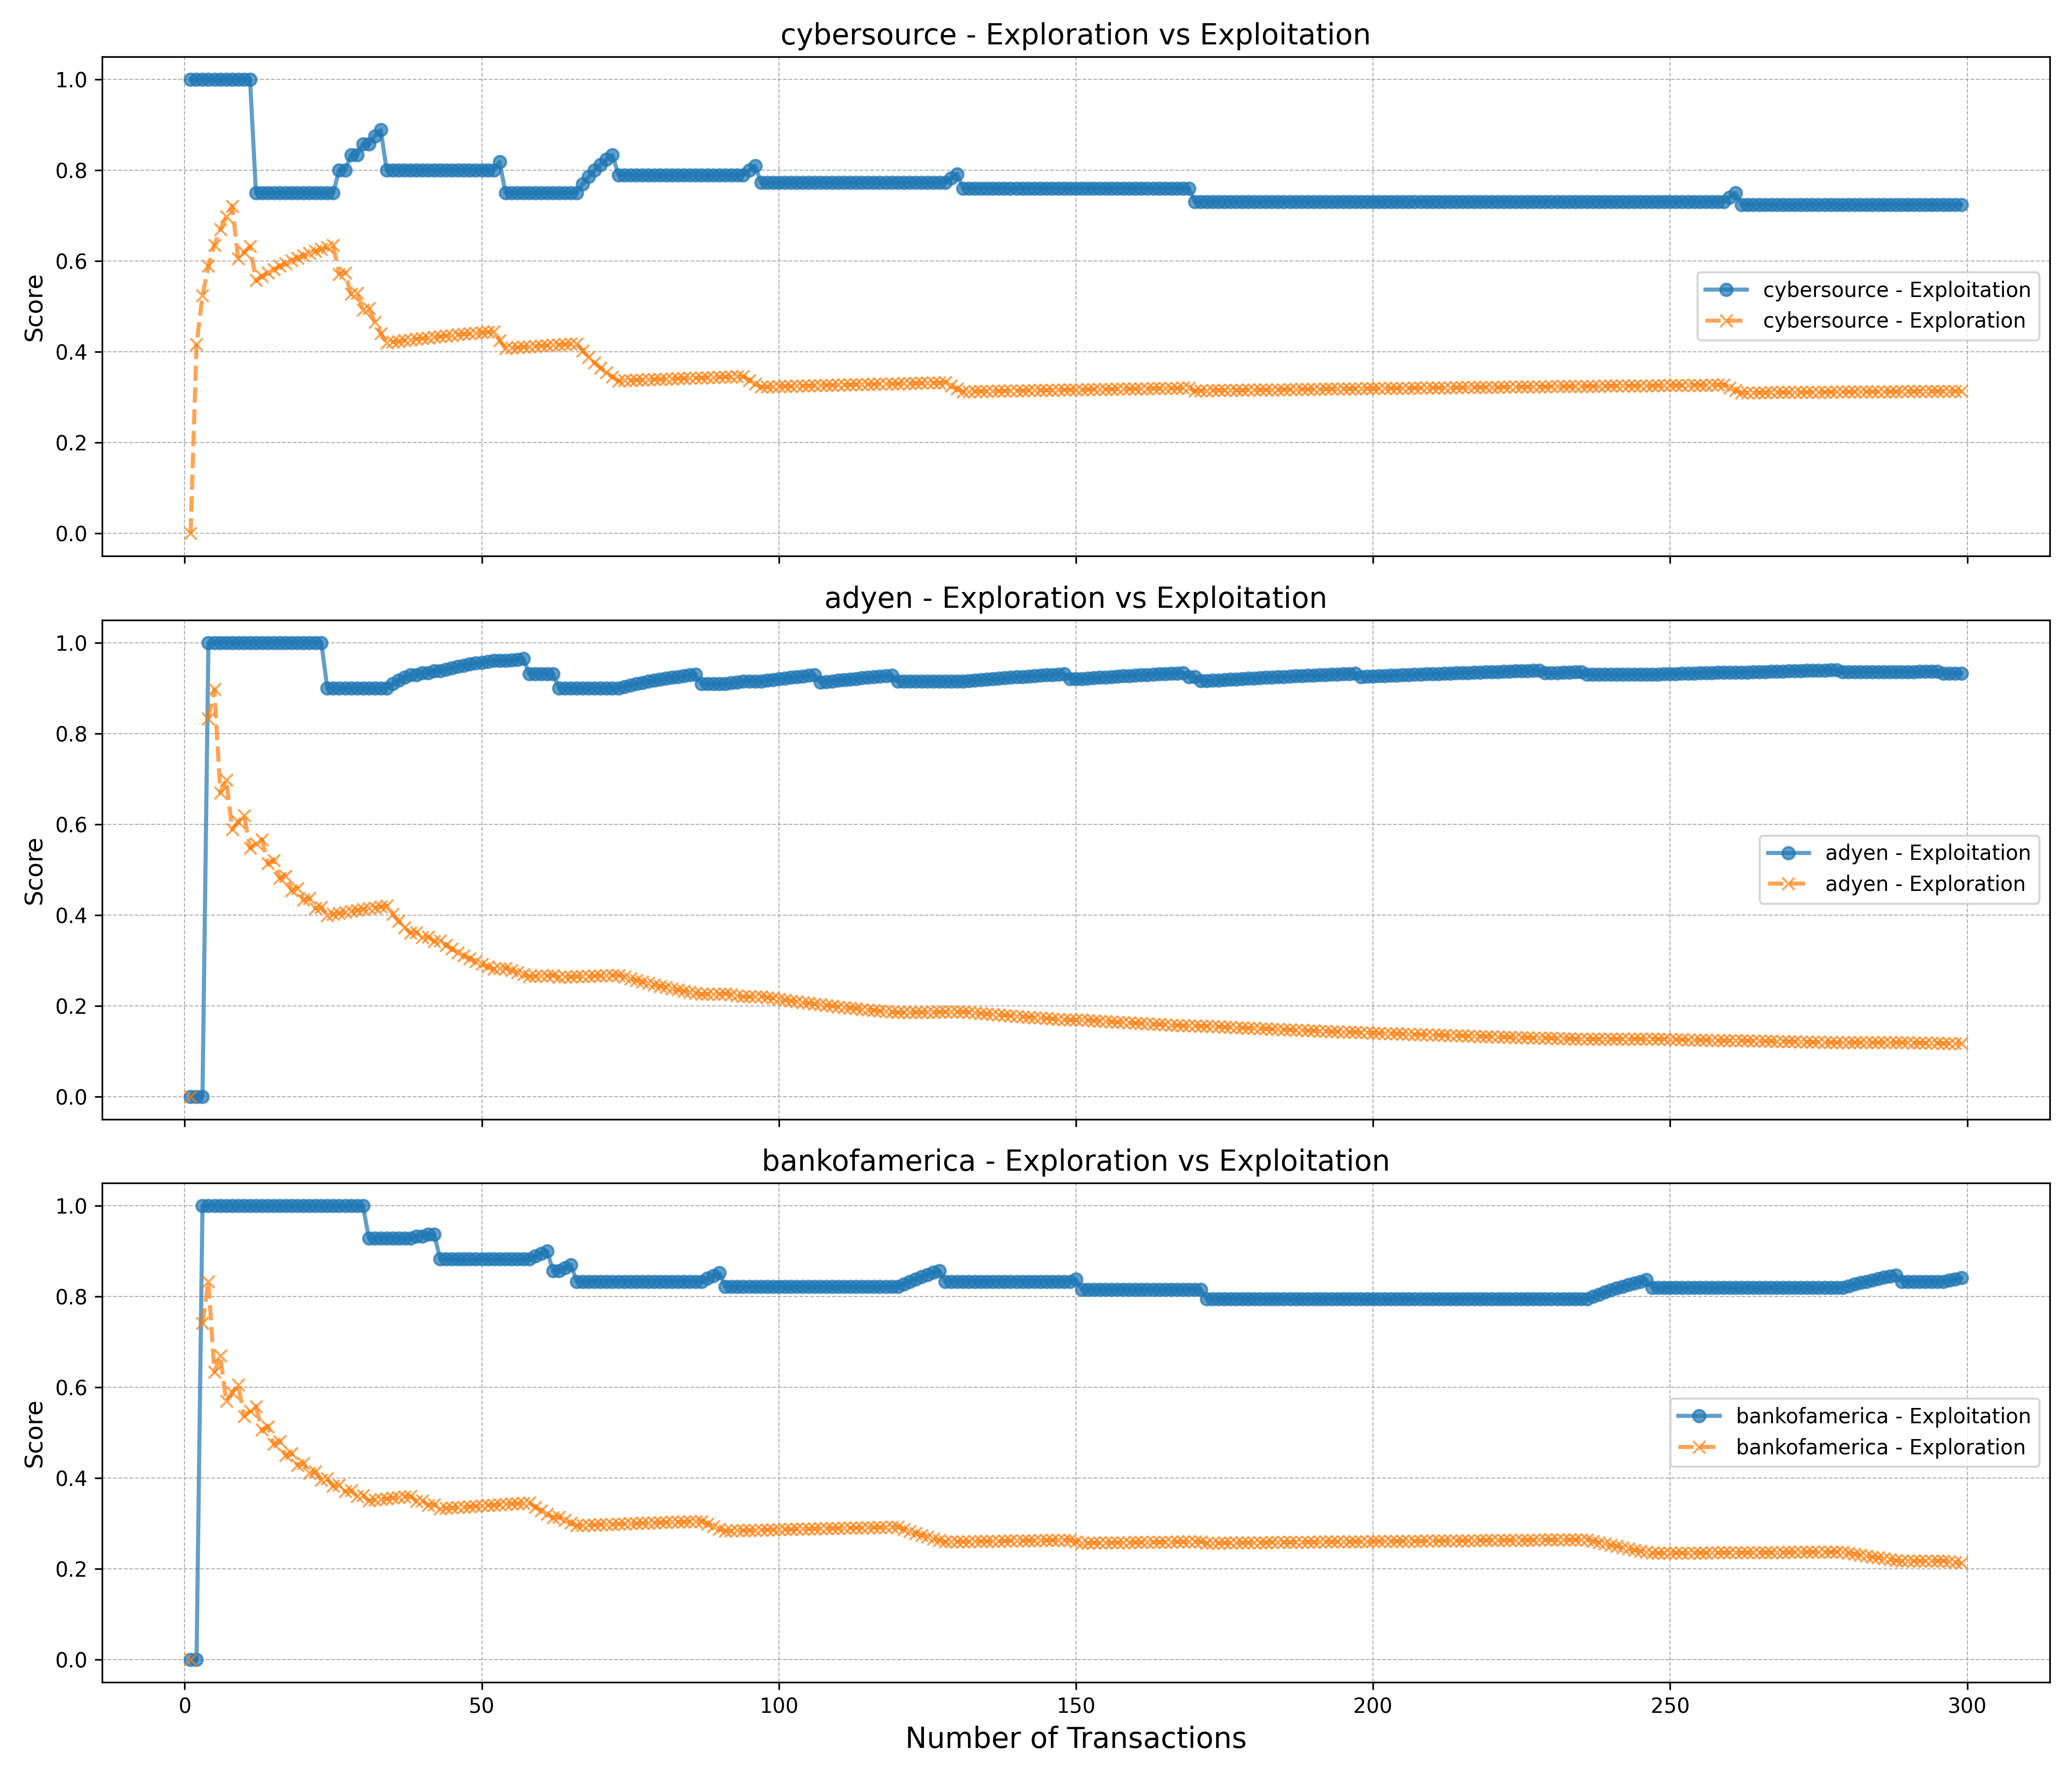 cybersource - Exploration vs Exploitation
1.0
0.8
0.6
0.4
0.2
0.0
Score
cybersource - Exploitation
cybersource - Exploration
adyen - Exploration vs Exploitation
1.0
0.8
0.6
0.4
0.2
0.0
Score
adyen - Exploitation
adyen - Exploration
bankofamerica - Exploration vs Exploitation
1.0
0.8
0.6
0.4
0.2
0.0
Score
bankofamerica - Exploitation
bankofamerica - Exploration
0 50 100 150 200 250 300
Number of Transactions